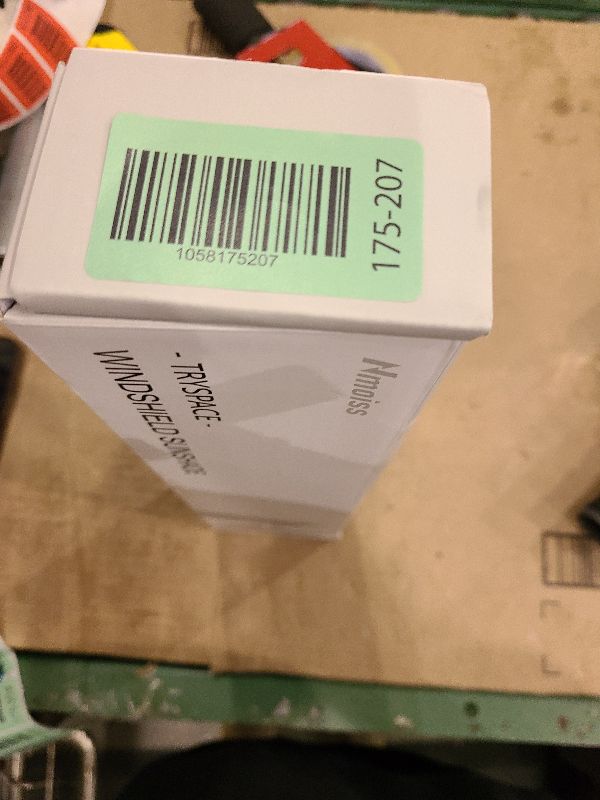 1058175207
175-207
Nmoiss
- TRYSPACE -
WINDSHIELD SUNSHADE